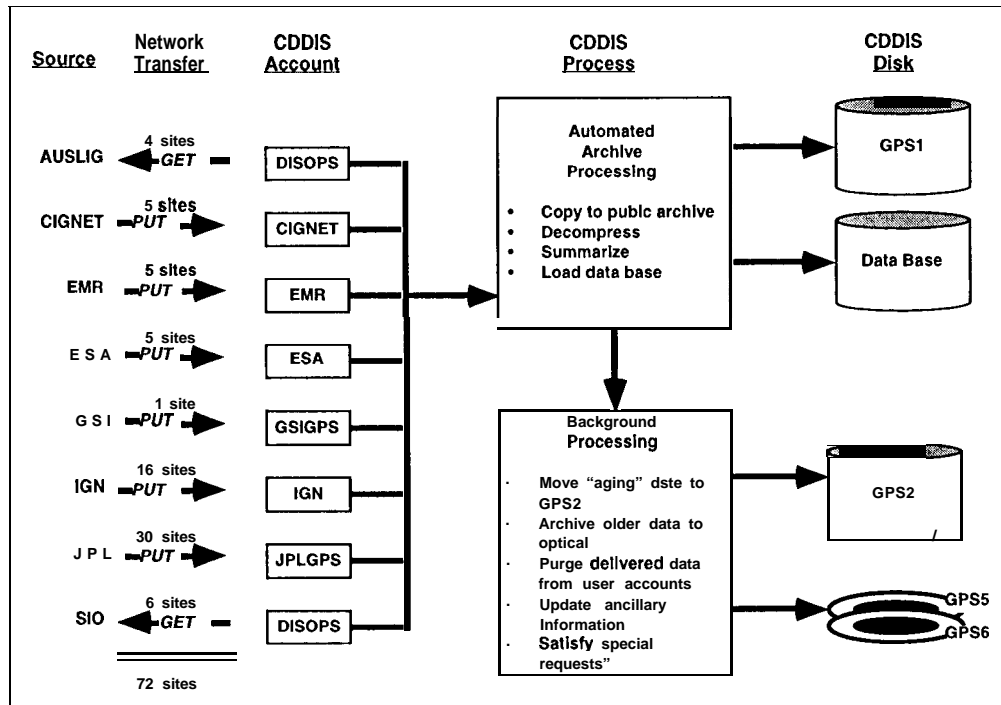 Source
Network
Transfer
CDDIS
Account
CDDIS
Process
CDDIS
Disk
AUSLIG
4 sites
GET
DISOPS
CIGNET
5 sites
PUT
CIGNET
EMR
5 sites
PUT
EMR
ESA
5 sites
PUT
ESA
GSI
1 site
PUT
GSIGPS
IGN
16 sites
PUT
IGN
JPL
30 sites
PUT
JPLGPS
SIO
6 sites
GET
DISOPS
72 sites
Automated
Archive
Processing
• Copy to publc archive
• Decompress
• Summarize
• Load data base
Background
Processing
· Move “aging” dste to
GPS2
· Archive older data to
optical
· Purge delivered data
from user accounts
· Update ancillary
Information
· Satisfy special
requests”
GPS1
Data Base
GPS2
GPS5
GPS6